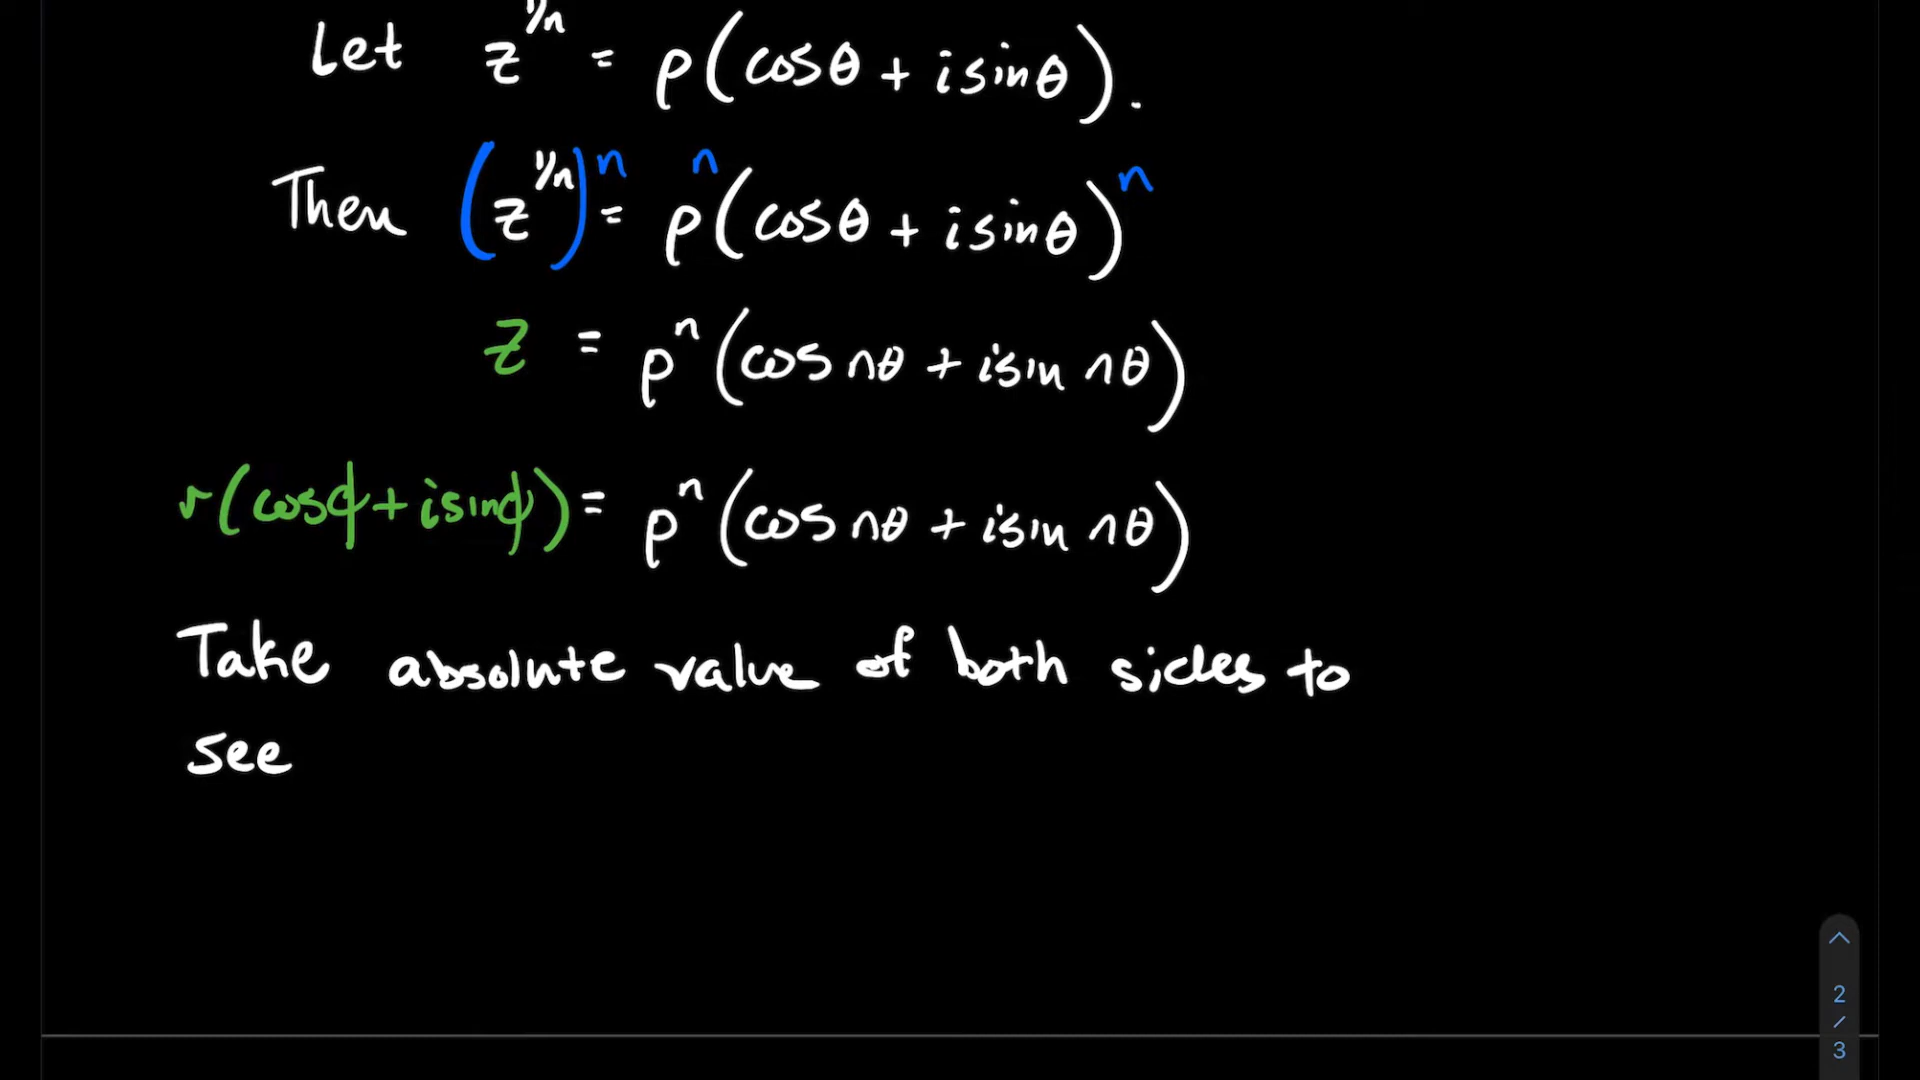 Let z^{1/n} = ρ(cosθ + isinθ).
Then (z^{1/n})^n = ρ^n(cosθ + isinθ)^n
z = ρ^n(cos nθ + isin nθ)
r(cosϕ + isinϕ) = ρ^n(cos nθ + isin nθ)
Take absolute value of both sides to
see
2
/
3